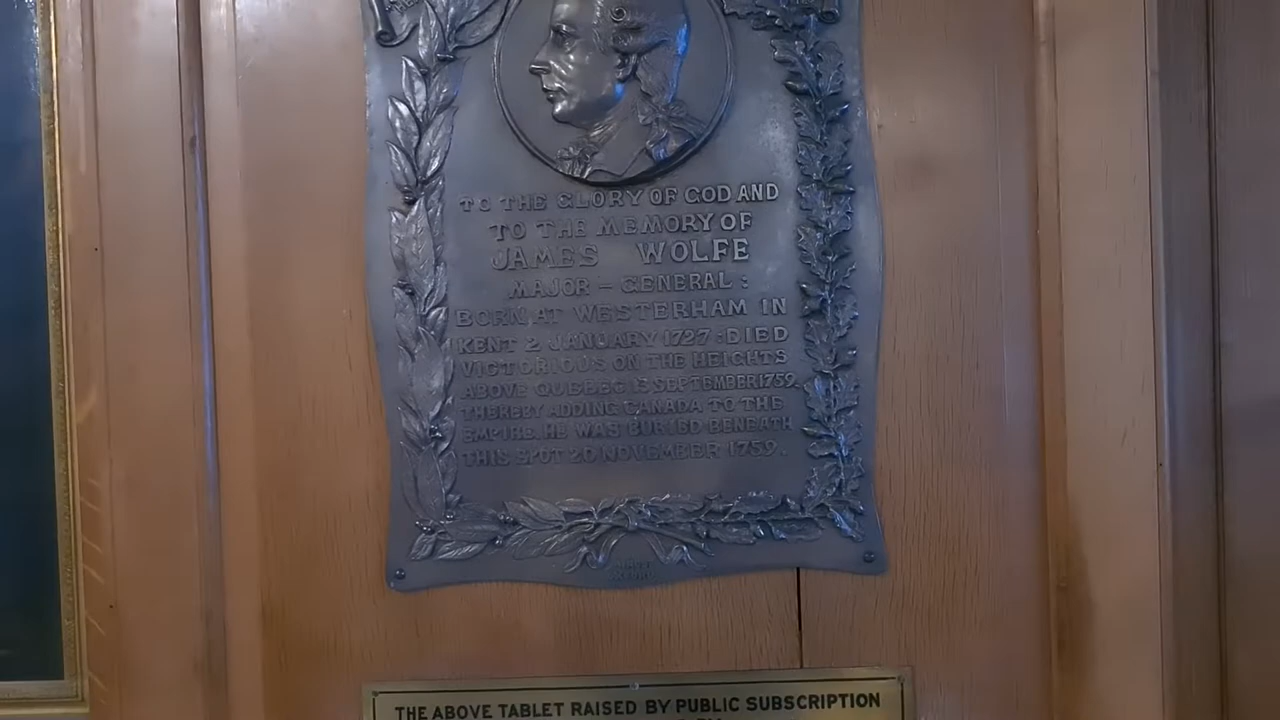 TO THE GLORY OF GOD AND
TO THE MEMORY OF
JAMES WOLFE
MAJOR - GENERAL :
BORN AT WESTERHAM IN
KENT 2 JANUARY 1727 : DIED
VICTORIOUS ON THE HEIGHTS
ABOVE QUEBEC 13 SEPTEMBER 1759.
THEREBY ADDING CANADA TO THE
EMPIRE. HE WAS BURIED BENEATH
THIS SPOT 20 NOVEMBER 1759.
THE ABOVE TABLET RAISED BY PUBLIC SUBSCRIPTION